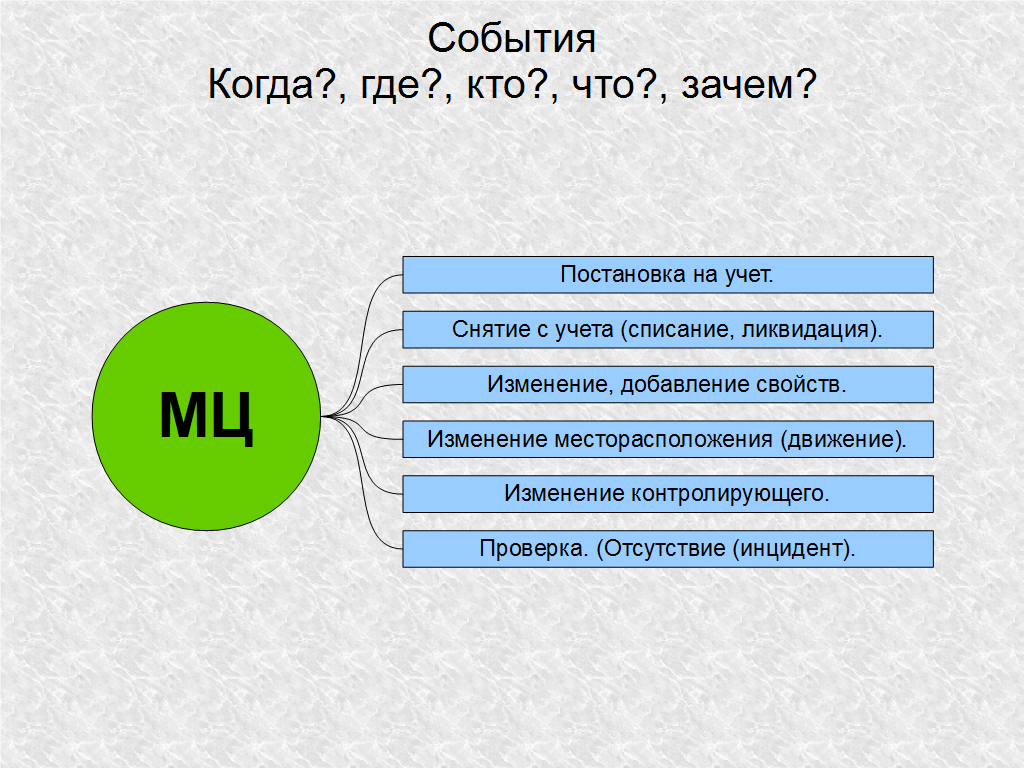 События
Когда?, где?, кто?, что?, зачем?
МЦ
Постановка на учет.
Снятие с учета (списание, ликвидация).
Изменение, добавление свойств.
Изменение месторасположения (движение).
Изменение контролирующего.
Проверка. (Отсутствие (инцидент).